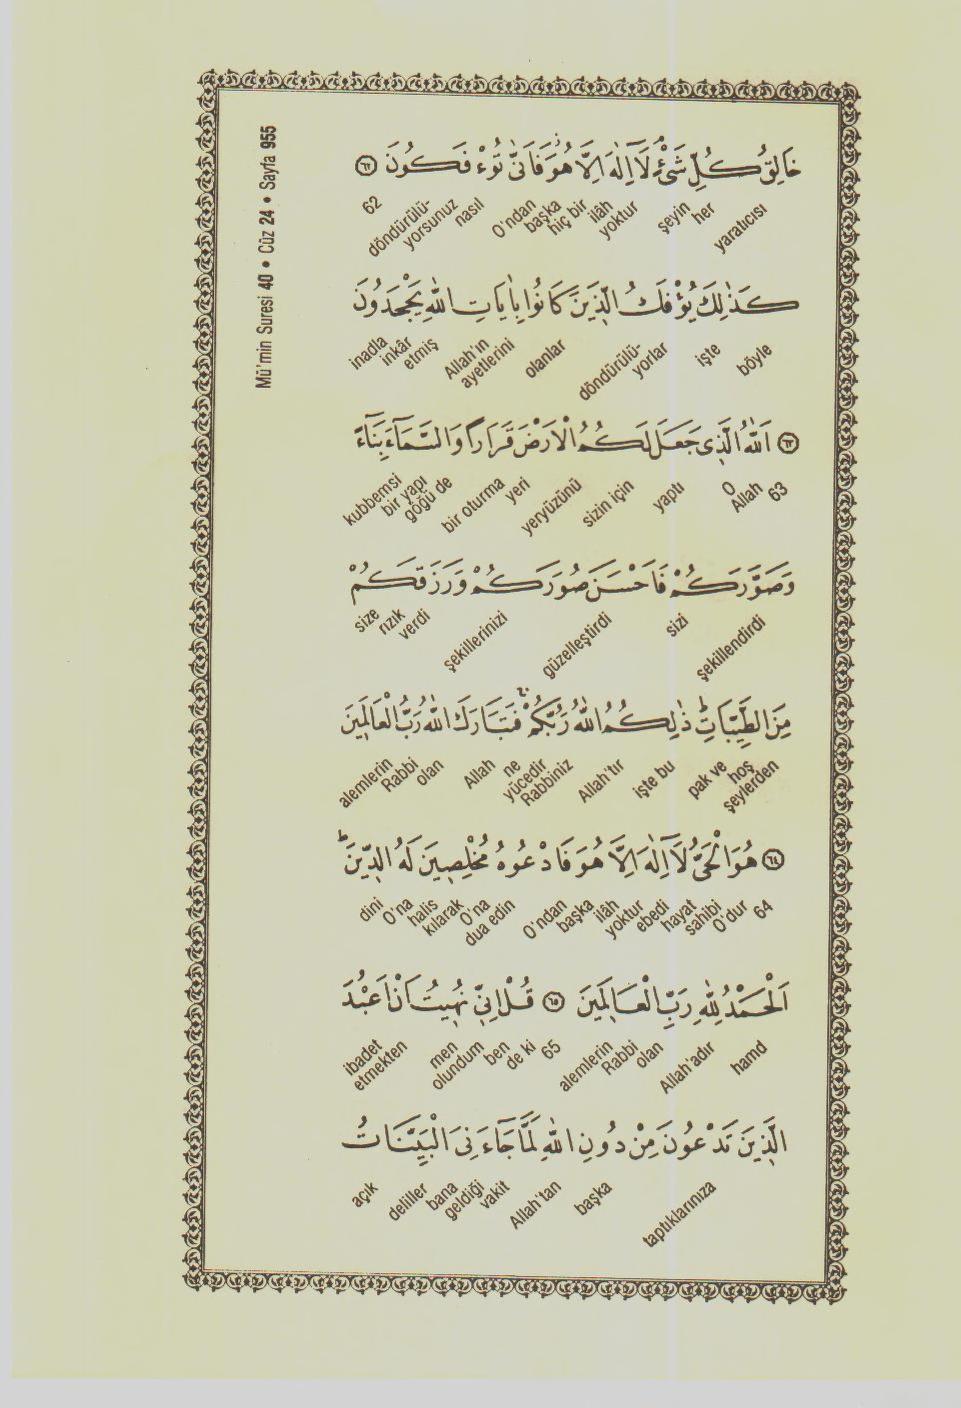 Mü'min Suresi 40 • Cüz 24 • Sayfa 955
خَالِقُ كُلِّ شَىْءٍۢ لَٓا اِلٰهَ اِلَّا هُوَۘ فَاَنّٰى تُؤْفَكُونَ ﴿٦٢﴾
yaratıcısı her şeyin yoktur ilâh hiç bir başka O'ndan nasıl döndürülü-yorsunuz 62
كَذٰلِكَ يُؤْفَكُ الَّذِينَ كَانُوا بِاٰيَاتِ اللّٰهِ يَجْحَدُونَ
böyle işte döndürülü-yorlar olanlar Allah'ın ayetlerini inadla inkâr etmiş
﴿٦٣﴾ اَللّٰهُ الَّذِى جَعَلَ لَكُمُ الْاَرْضَ قَرَارًا وَالسَّمَٓاءَ بِنَٓاءً
63 Allah O yaptı sizin için yeryüzünü yeri bir oturma göğü de bir yapı kubbemsi
وَصَوَّرَكُمْ فَاَحْسَنَ صُوَرَكُمْ وَرَزَقَكُمْ
şekillendirdi sizi güzelleştirdi şekillerinizi verdi rızık size
مِنَ الطَّيِّبَاتِۜ ذٰلِكُمُ اللّٰهُ رَبُّكُمْۚ فَتَبَارَكَ اللّٰهُ رَبُّ الْعَالَمِينَ
hoş şeylerden pak ve işte bu Allah'tır Rabbiniz yücedir ne Allah olan Rabbi alemlerin
﴿٦٤﴾ هُوَ الْحَىُّ لَٓا اِلٰهَ اِلَّا هُوَ فَادْعُوهُ مُخْلِصِينَ لَهُ الدِّينَۜ
64 O'dur sahibi hayat ebedi yoktur ilâh başka O'ndan dua edin O'na kılarak halis O'na dini
اَلْحَمْدُ لِلّٰهِ رَبِّ الْعَالَمِينَ ﴿٦٥﴾ قُلْ اِنِّى نُهِيتُ اَنْ اَعْبُدَ
hamd Allah'adır olan Rabbi alemlerin 65 de ki ben olundum men ibadet etmekten
الَّذِينَ تَدْعُونَ مِنْ دُونِ اللّٰهِ لَمَّا جَٓاءَنِىَ الْبَيِّنَاتُ
taptıklarınıza başka Allah'tan vakit geldiği bana deliller açık